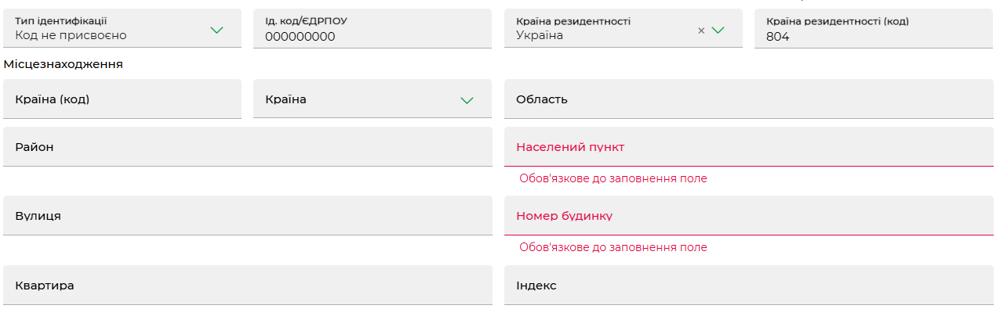 Тип ідентифікації
Код не присвоєно
Ід. код/ЄДРПОУ
000000000
Країна резидентності
Україна
×
Країна резидентності (код)
804
Місцезнаходження
Країна (код)
Країна
Область
Район
Населений пункт
Обов'язкове до заповнення поле
Вулиця
Номер будинку
Обов'язкове до заповнення поле
Квартира
Індекс